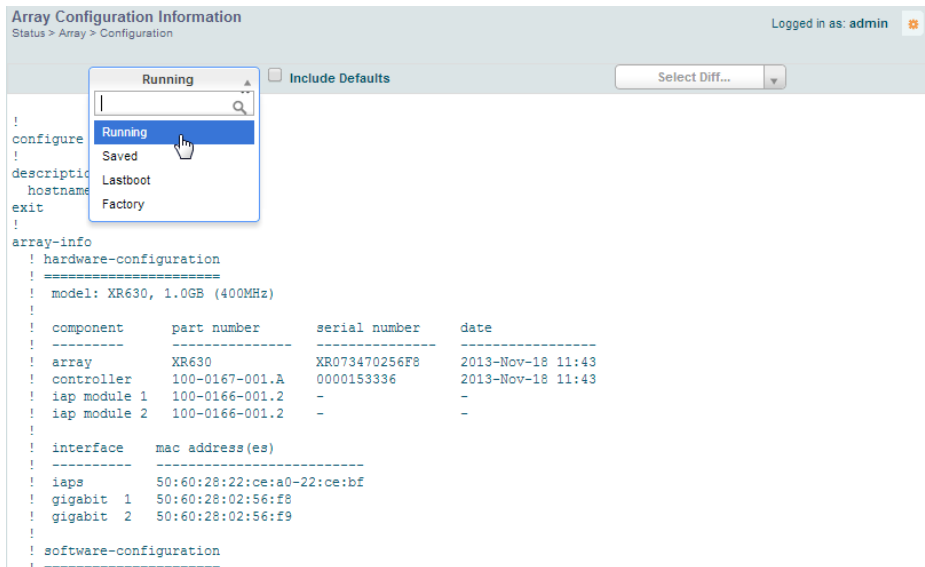 Array Configuration Information
Logged in as: admin
Status > Array > Configuration
Running
Include Defaults
Select Diff...
Running
Saved
Lastboot
Factory
!
configure
!
hostname
exit
!
array-info
! hardware-configuration
! ======================
! model: XR630, 1.0GB (400MHz)
!
! component part number serial number date
! --------- --------------- --------------- -----------------
! array XR630 XR073470256F8 2013-Nov-18 11:43
! controller 100-0167-001.A 0000153336 2013-Nov-18 11:43
! iap module 1 100-0166-001.2 - -
! iap module 2 100-0166-001.2 - -
!
! interface mac address(es)
! ---------- --------------------------
! iaps 50:60:28:22:ce:a0-22:ce:bf
! gigabit 1 50:60:28:02:56:f8
! gigabit 2 50:60:28:02:56:f9
!
! software-configuration
! ======================